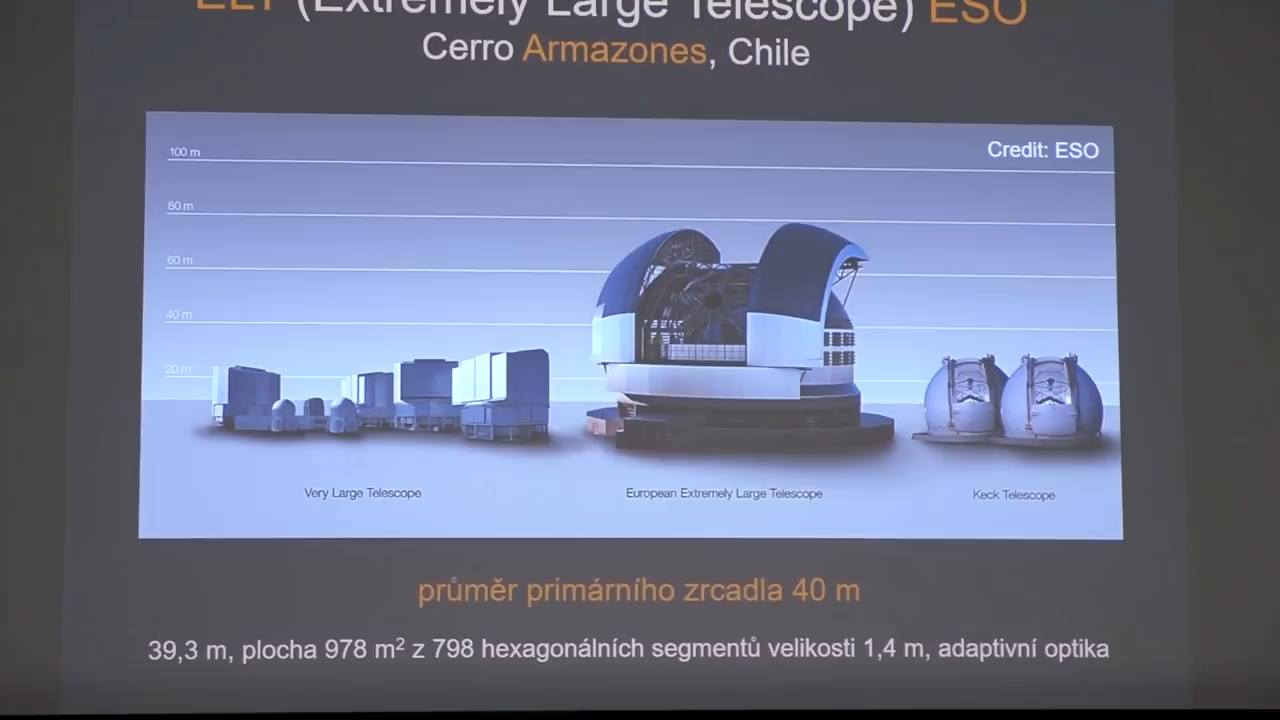 ELT (Extremely Large Telescope) ESO
Cerro Armazones, Chile
Credit: ESO
100 m
80 m
60 m
40 m
20 m
Very Large Telescope
European Extremely Large Telescope
Keck Telescope
průměr primárního zrcadla 40 m
39,3 m, plocha 978 m² z 798 hexagonálních segmentů velikosti 1,4 m, adaptivní optika